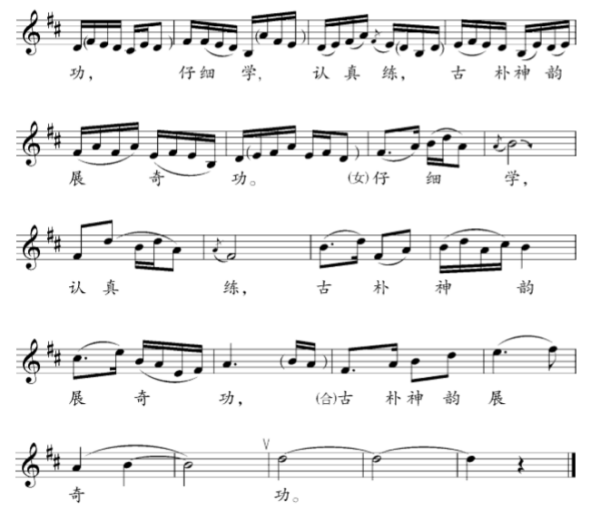 功，仔细学，认真练，古朴神韵
展奇功。㊛仔细学，
认真练，古朴神韵
展奇功，㊌古朴神韵展
奇功。